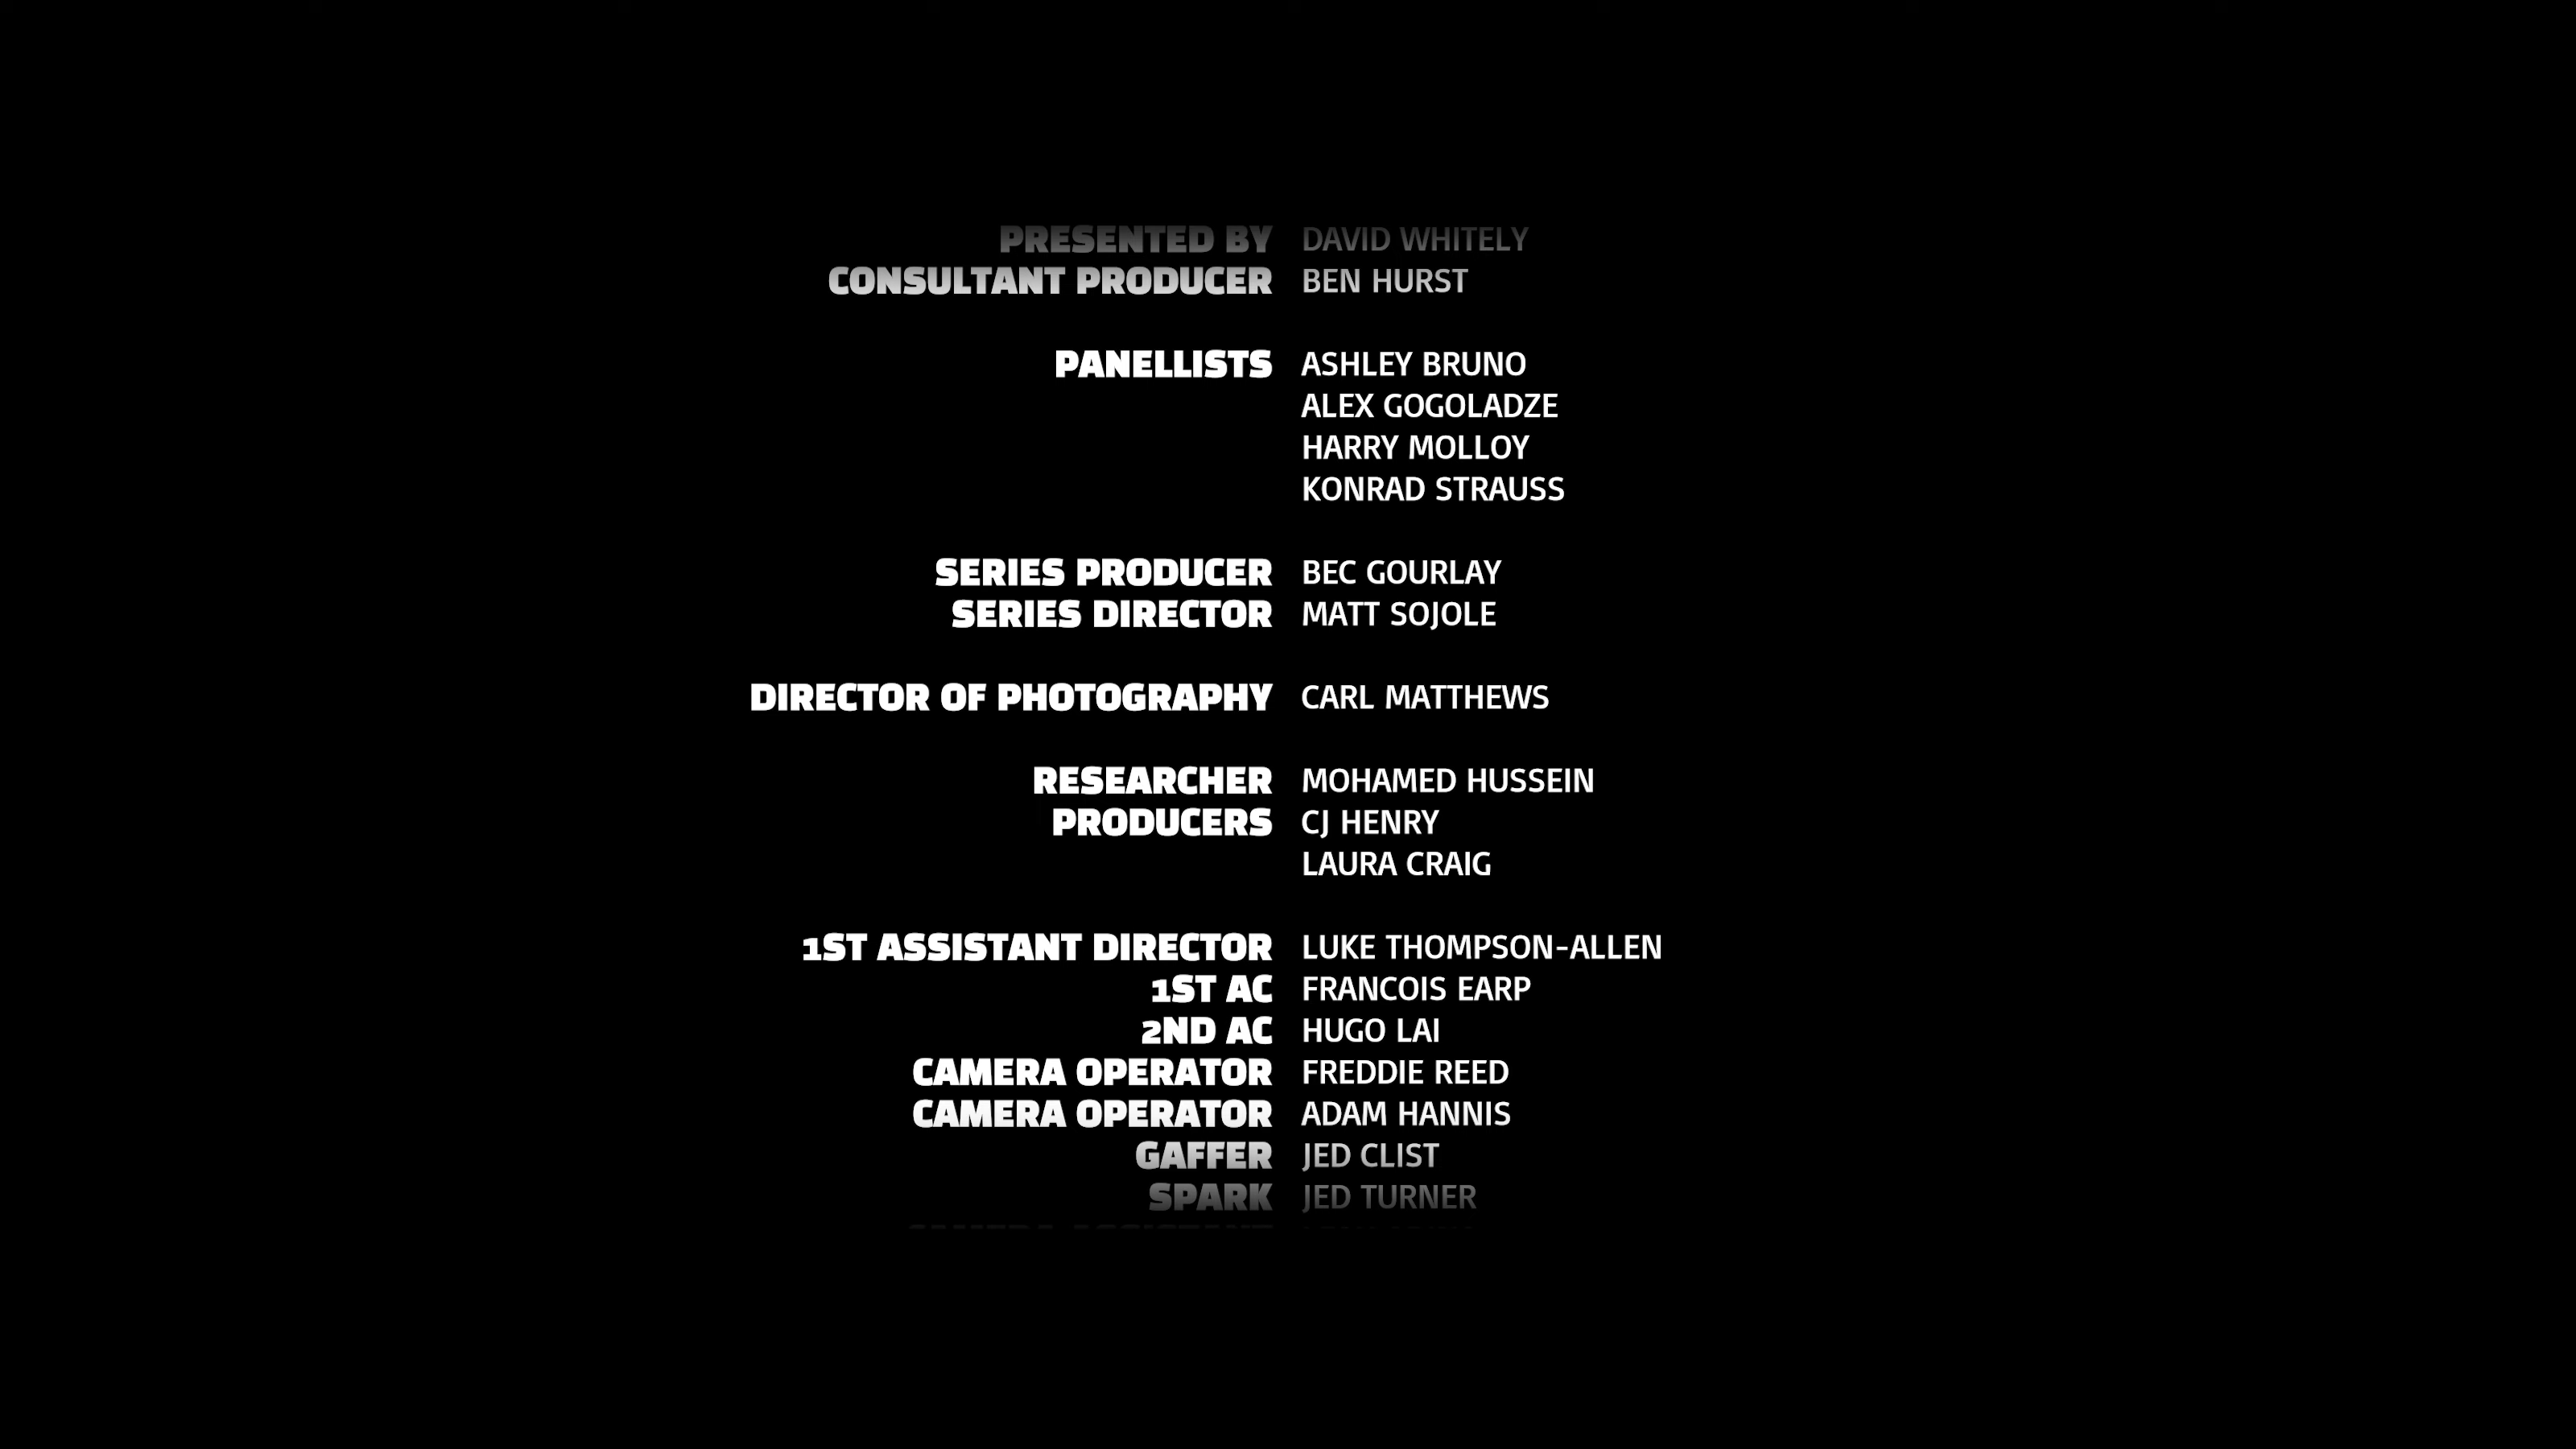 PRESENTED BY DAVID WHITELY
CONSULTANT PRODUCER BEN HURST
PANELLISTS ASHLEY BRUNO
ALEX GOGOLADZE
HARRY MOLLOY
KONRAD STRAUSS
SERIES PRODUCER BEC GOURLAY
SERIES DIRECTOR MATT SOJOLE
DIRECTOR OF PHOTOGRAPHY CARL MATTHEWS
RESEARCHER MOHAMED HUSSEIN
PRODUCERS CJ HENRY
LAURA CRAIG
1ST ASSISTANT DIRECTOR LUKE THOMPSON-ALLEN
1ST AC FRANCOIS EARP
2ND AC HUGO LAI
CAMERA OPERATOR FREDDIE REED
CAMERA OPERATOR ADAM HANNIS
GAFFER JED CLIST
SPARK JED TURNER